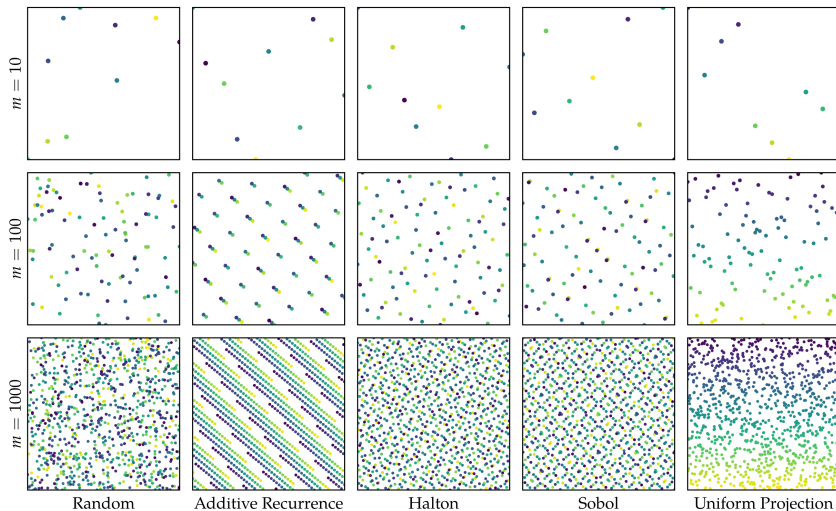 m = 10
m = 100
m = 1000
Random
Additive Recurrence
Halton
Sobol
Uniform Projection